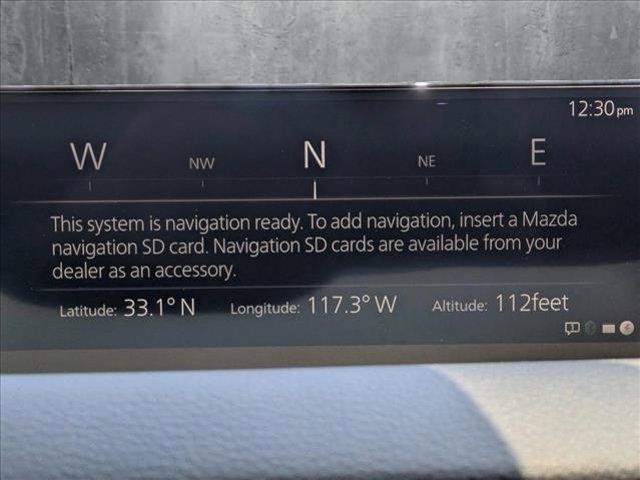 12:30pm
W NW N NE E
This system is navigation ready. To add navigation, insert a Mazda
navigation SD card. Navigation SD cards are available from your
dealer as an accessory.
Latitude: 33.1° N Longitude: 117.3° W Altitude: 112feet